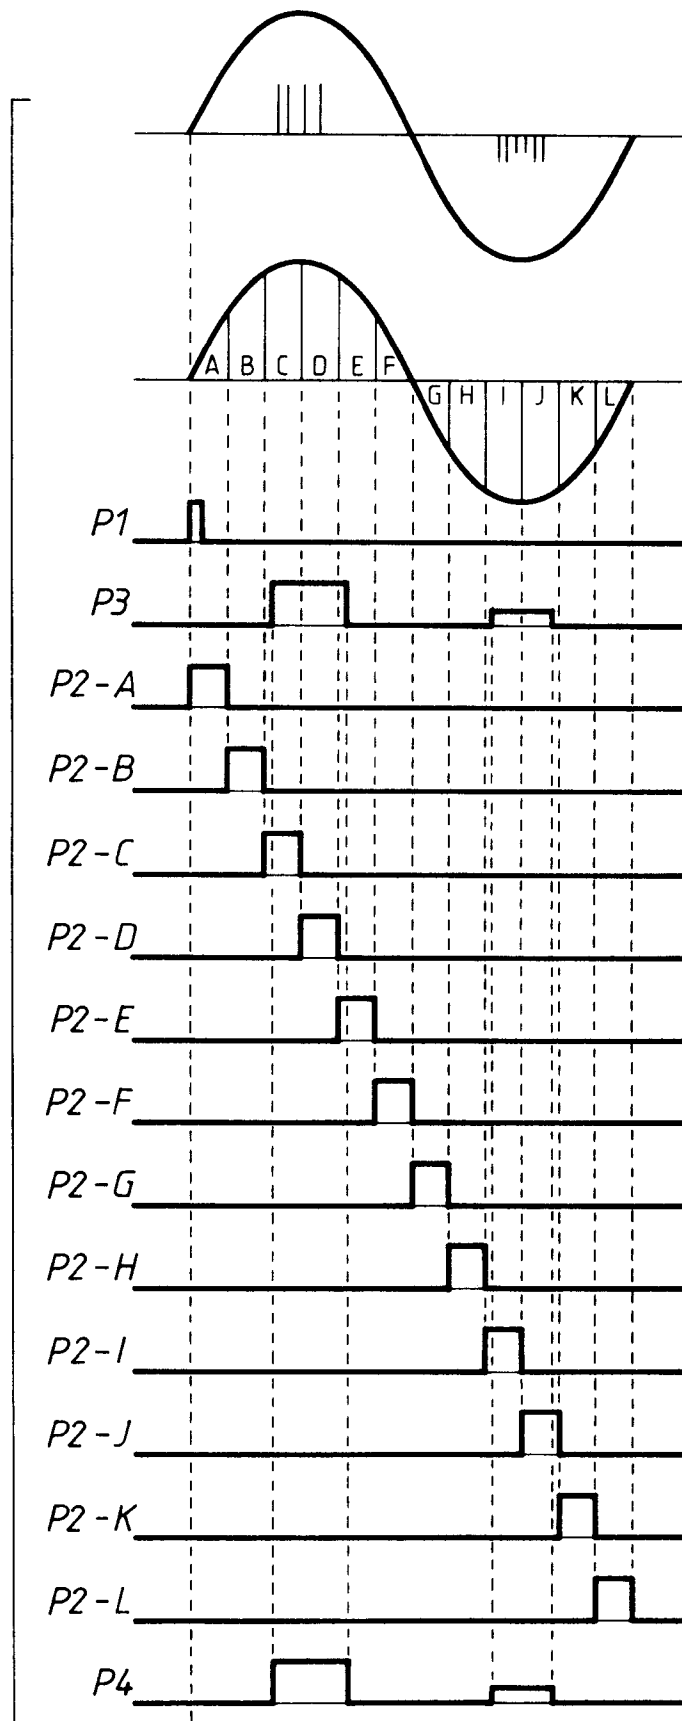 A B C D E F
G H I J K L
P1
P3
P2-A
P2-B
P2-C
P2-D
P2-E
P2-F
P2-G
P2-H
P2-I
P2-J
P2-K
P2-L
P4